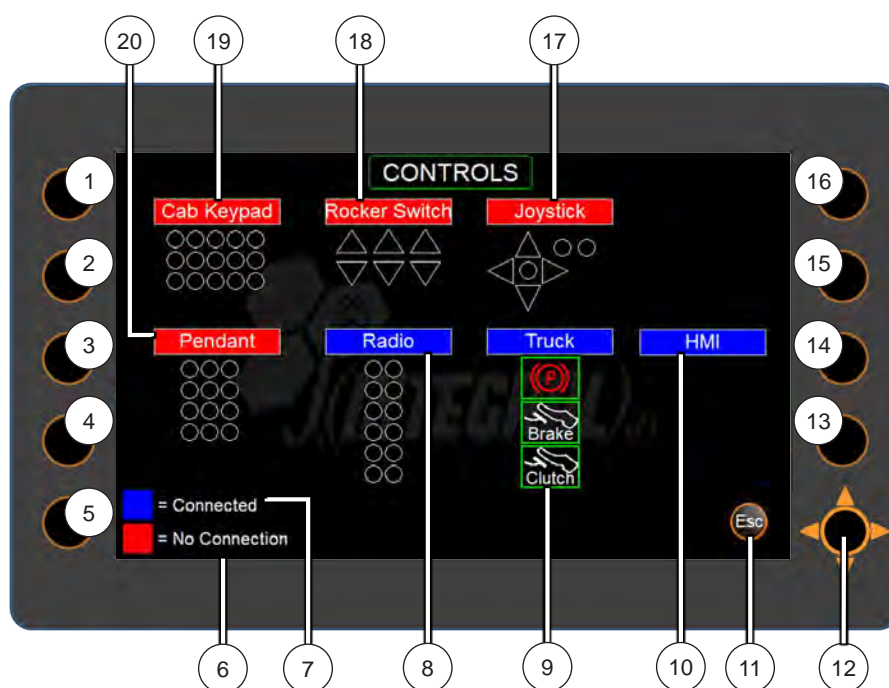 20
19
18
17
CONTROLS
1
16
Cab Keypad
Rocker Switch
Joystick
2
15
3
Pendant
Radio
Truck
HMI
14
P
4
Brake
13
Clutch
5
= Connected
= No Connection
Esc
6
7
8
9
10
11
12